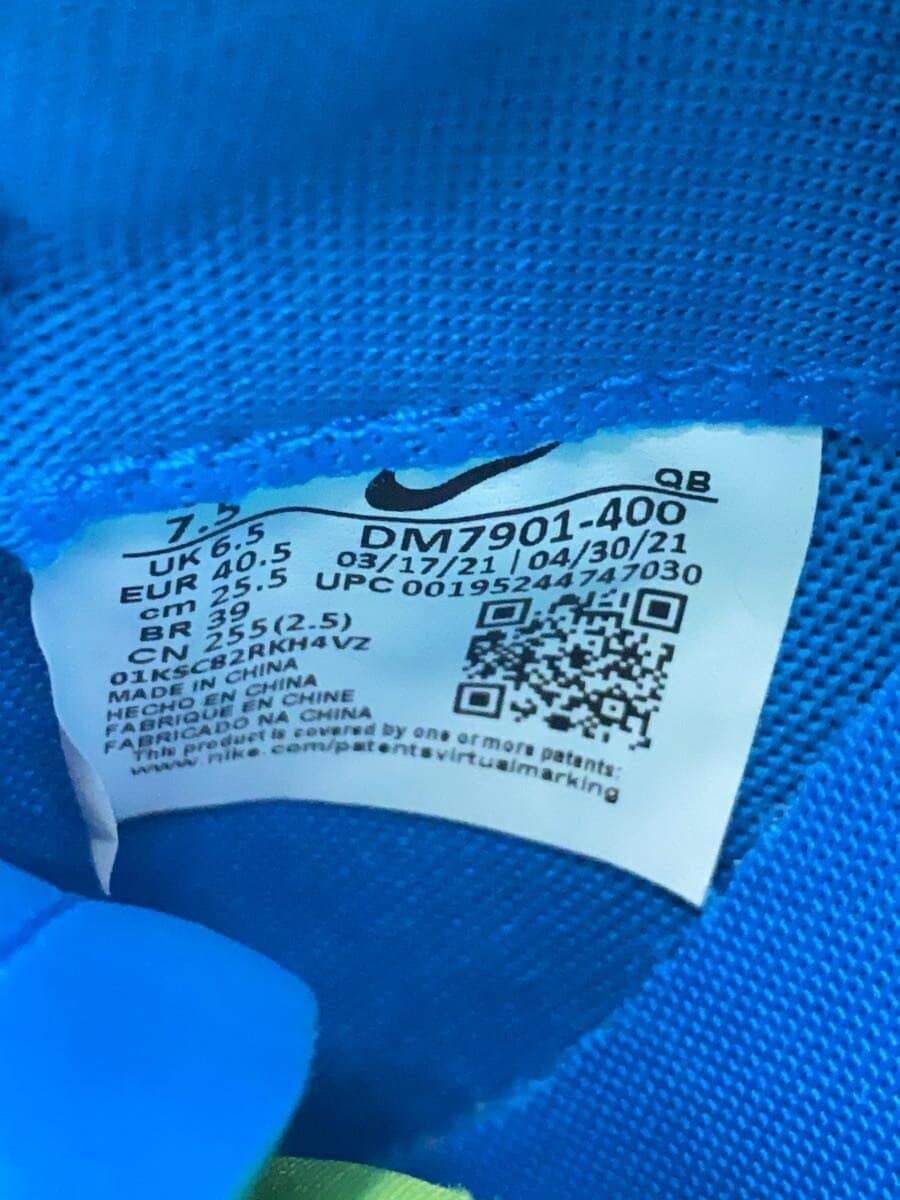 QB
7.5
DM7901-400
UK 6.5
03/17/21 | 04/30/21
EUR 40.5
UPC 00195244747030
cm 25.5
BR 39
CN 255(2.5)
01KSC82RKH4VZ
MADE IN CHINA
HECHO EN CHINA
FABRIQUÉ EN CHINE
FABRICADO NA CHINA
This product is covered by one or more patents:
www.nike.com/patentsvirtualmarking